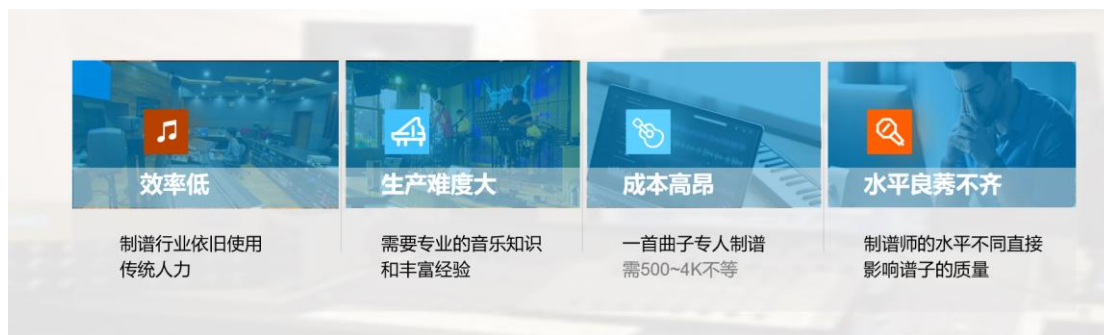 效率低
制谱行业依旧使用
传统人力
生产难度大
需要专业的音乐知识
和丰富经验
成本高昂
一首曲子专人制谱
需500~4K不等
水平良莠不齐
制谱师的水平不同直接
影响谱子的质量